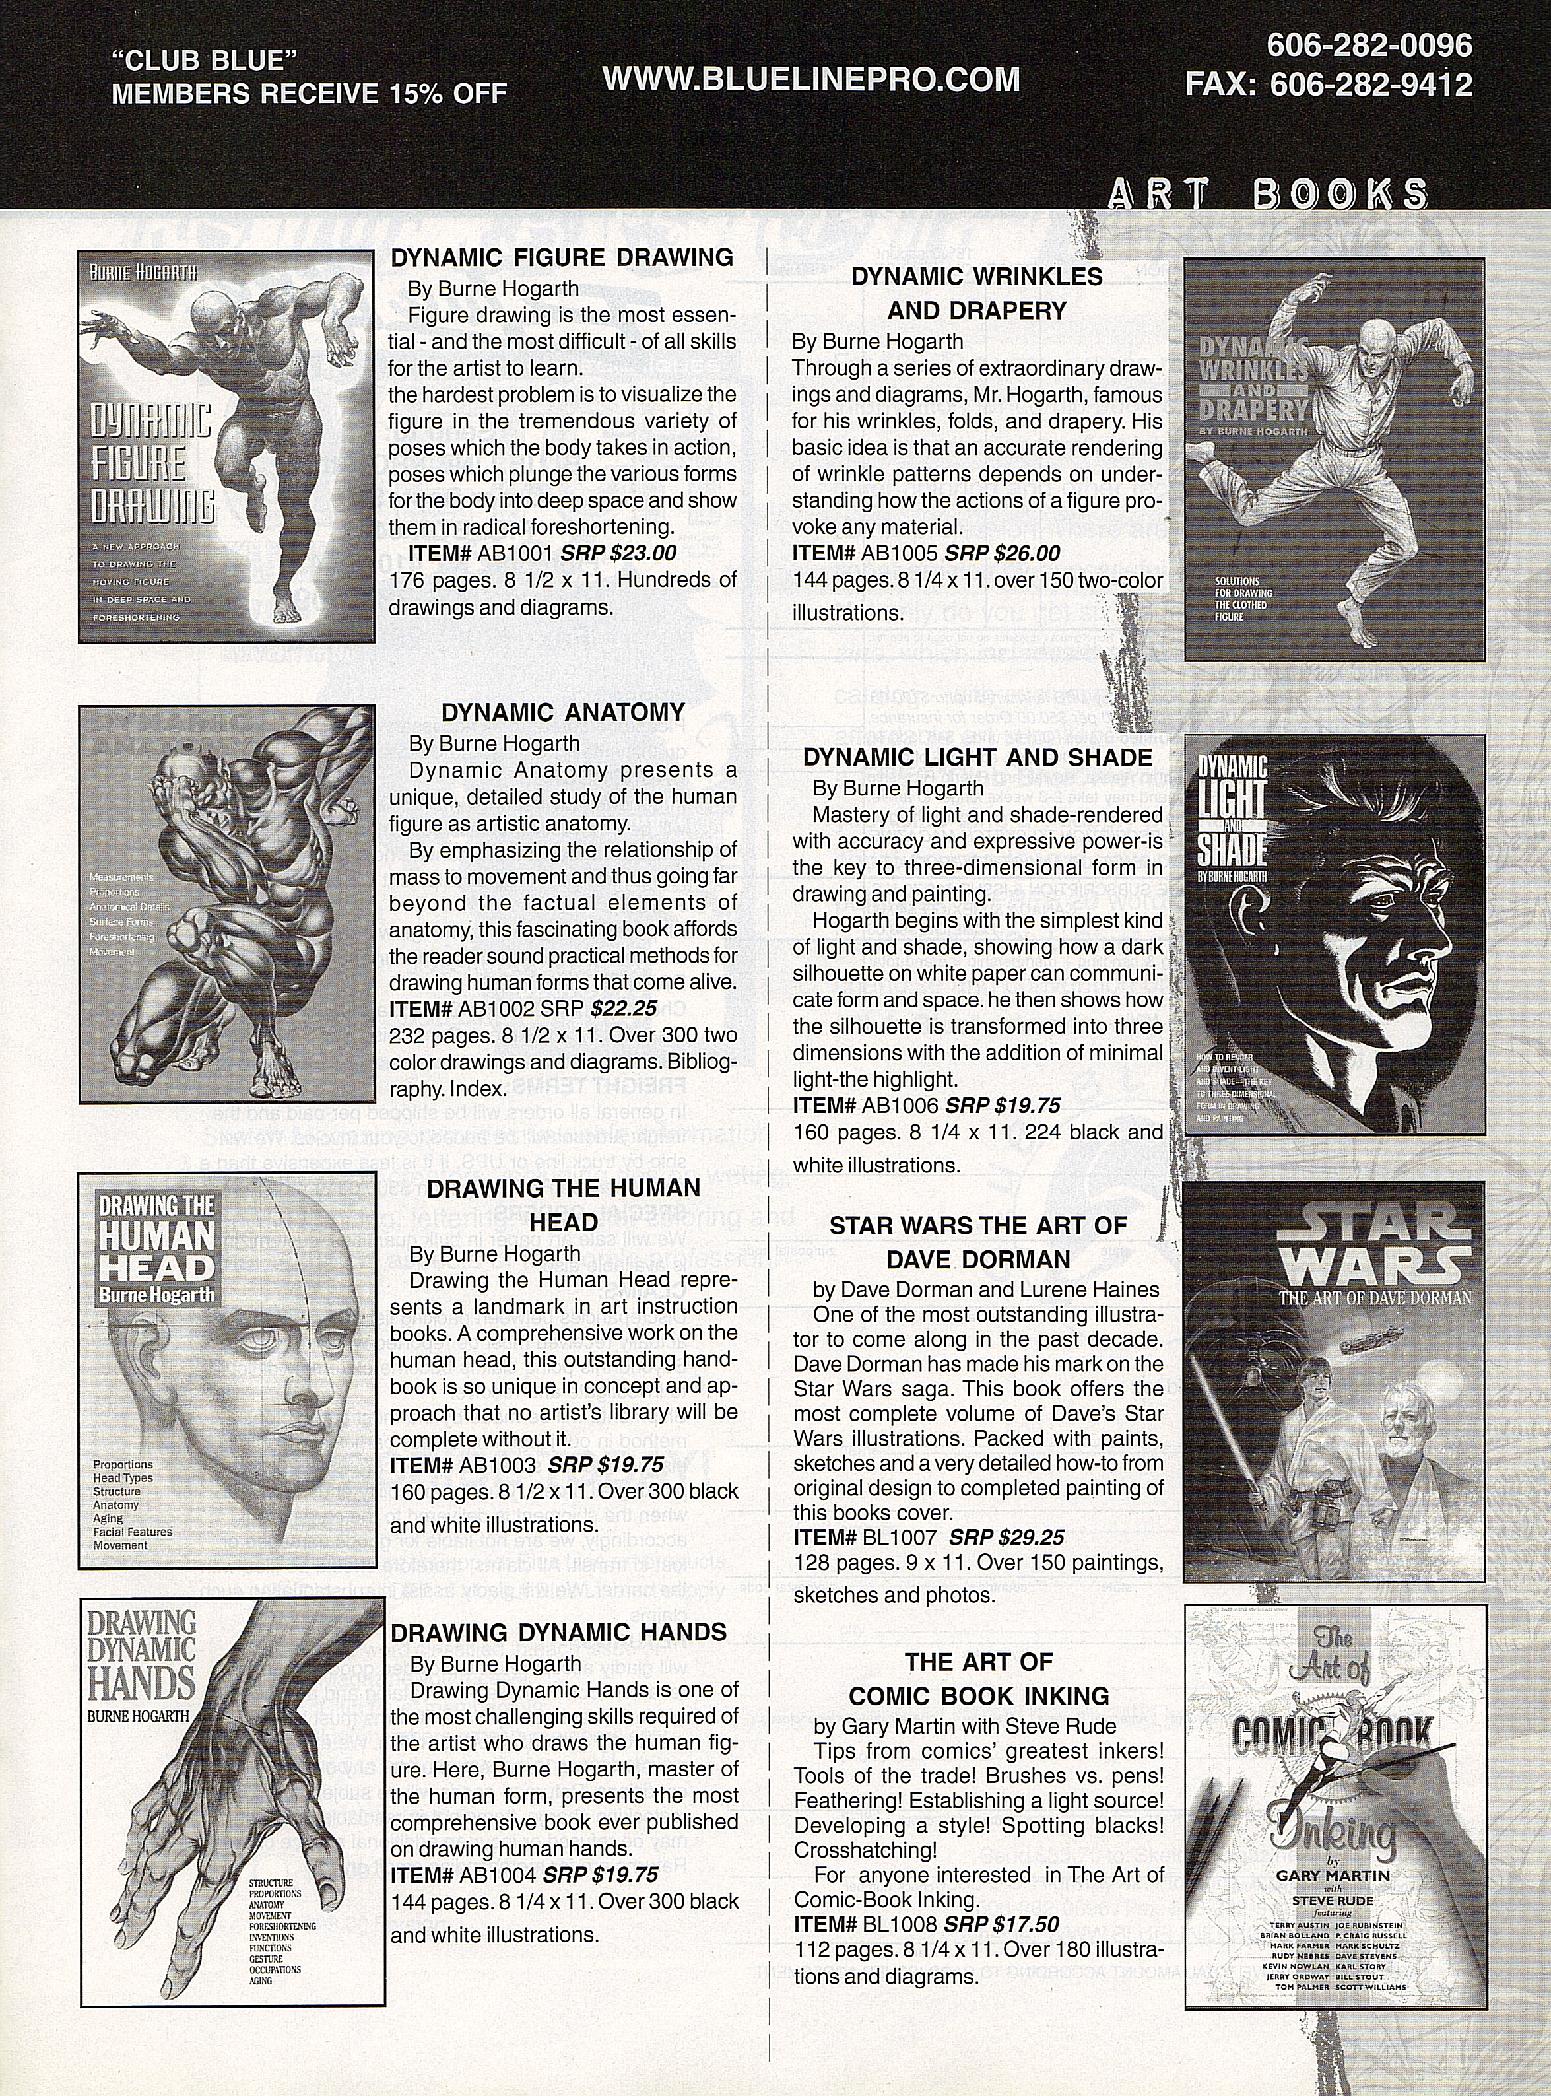 "CLUB BLUE"
MEMBERS RECEIVE 15% OFF
WWW.BLUELINEPRO.COM
606-282-0096
FAX: 606-282-9412
ART BOOKS
BURNE HOGARTH
DYNAMIC
FIGURE
DRAWING
A NEW APPROACH
TO DRAWING THE
MOVING FIGURE
IN DEEP SPACE AND
FORESHORTENING
DYNAMIC FIGURE DRAWING
By Burne Hogarth
Figure drawing is the most essen-
tial - and the most difficult - of all skills
for the artist to learn.
the hardest problem is to visualize the
figure in the tremendous variety of
poses which the body takes in action,
poses which plunge the various forms
for the body into deep space and show
them in radical foreshortening.
ITEM# AB1001 SRP $23.00
176 pages. 8 1/2 x 11. Hundreds of
drawings and diagrams.
Measurements
Proportions
Anatomical Details
Surface Forms
Foreshortening
Movement
DYNAMIC ANATOMY
By Burne Hogarth
Dynamic Anatomy presents a
unique, detailed study of the human
figure as artistic anatomy.
By emphasizing the relationship of
mass to movement and thus going far
beyond the factual elements of
anatomy, this fascinating book affords
the reader sound practical methods for
drawing human forms that come alive.
ITEM# AB1002 SRP $22.25
232 pages. 8 1/2 x 11. Over 300 two
color drawings and diagrams. Bibliog-
raphy. Index.
DRAWING THE
HUMAN
HEAD
Burne Hogarth
Proportions
Head Types
Structure
Anatomy
Aging
Facial Features
Movement
DRAWING THE HUMAN
HEAD
By Burne Hogarth
Drawing the Human Head repre-
sents a landmark in art instruction
books. A comprehensive work on the
human head, this outstanding hand-
book is so unique in concept and ap-
proach that no artist's library will be
complete without it.
ITEM# AB1003 SRP $19.75
160 pages. 8 1/2 x 11. Over 300 black
and white illustrations.
DRAWING
DYNAMIC
HANDS
BURNE HOGARTH
STRUCTURE
PROPORTIONS
ANATOMY
MOVEMENT
FORESHORTENING
INVENTIONS
FUNCTIONS
GESTURE
OCCUPATIONS
AGING
DRAWING DYNAMIC HANDS
By Burne Hogarth
Drawing Dynamic Hands is one of
the most challenging skills required of
the artist who draws the human fig-
ure. Here, Burne Hogarth, master of
the human form, presents the most
comprehensive book ever published
on drawing human hands.
ITEM# AB1004 SRP $19.75
144 pages. 8 1/4 x 11. Over 300 black
and white illustrations.
DYNAMIC WRINKLES
AND DRAPERY
By Burne Hogarth
Through a series of extraordinary draw-
ings and diagrams, Mr. Hogarth, famous
for his wrinkles, folds, and drapery. His
basic idea is that an accurate rendering
of wrinkle patterns depends on under-
standing how the actions of a figure pro-
voke any material.
ITEM# AB1005 SRP $26.00
144 pages. 8 1/4 x 11. over 150 two-color
illustrations.
DYNAMIC
WRINKLES
AND
DRAPERY
BY BURNE HOGARTH
SOLUTIONS
FOR DRAWING
THE CLOTHED
FIGURE
DYNAMIC LIGHT AND SHADE
By Burne Hogarth
Mastery of light and shade-rendered
with accuracy and expressive power-is
the key to three-dimensional form in
drawing and painting.
Hogarth begins with the simplest kind
of light and shade, showing how a dark
silhouette on white paper can communi-
cate form and space. he then shows how
the silhouette is transformed into three
dimensions with the addition of minimal
light-the highlight.
ITEM# AB1006 SRP $19.75
160 pages. 8 1/4 x 11. 224 black and
white illustrations.
DYNAMIC
LIGHT
AND
SHADE
BY BURNE HOGARTH
HOW TO RENDER
AND INVENT LIGHT
AND SHADE—THE KEY
TO THREE-DIMENSIONAL
FORM IN DRAWING
AND PAINTING
STAR WARS THE ART OF
DAVE DORMAN
by Dave Dorman and Lurene Haines
One of the most outstanding illustra-
tor to come along in the past decade.
Dave Dorman has made his mark on the
Star Wars saga. This book offers the
most complete volume of Dave's Star
Wars illustrations. Packed with paints,
sketches and a very detailed how-to from
original design to completed painting of
this books cover.
ITEM# BL1007 SRP $29.25
128 pages. 9 x 11. Over 150 paintings,
sketches and photos.
STAR
WARS
THE ART OF DAVE DORMAN
THE ART OF
COMIC BOOK INKING
by Gary Martin with Steve Rude
Tips from comics' greatest inkers!
Tools of the trade! Brushes vs. pens!
Feathering! Establishing a light source!
Developing a style! Spotting blacks!
Crosshatching!
For anyone interested in The Art of
Comic-Book Inking.
ITEM# BL1008 SRP $17.50
112 pages. 8 1/4 x 11. Over 180 illustra-
tions and diagrams.
The
Art of
COMIC BOOK
Inking
by
GARY MARTIN
with
STEVE RUDE
featuring
TERRY AUSTIN JOE RUBINSTEIN
BRIAN BOLLAND P. CRAIG RUSSELL
MARK FARMER MARK SCHULTZ
RUDY NEBRES DAVE STEVENS
KEVIN NOWLAN KARL STORY
JERRY ORDWAY BILL STOUT
TOM PALMER SCOTT WILLIAMS